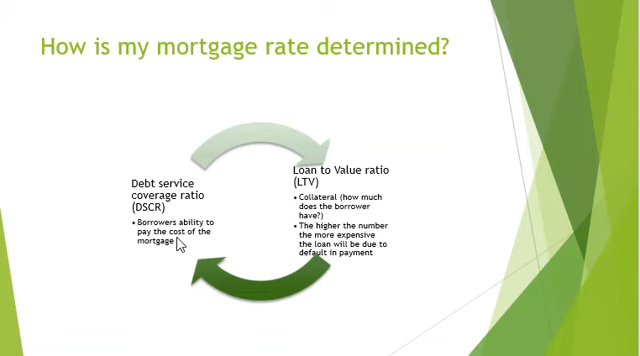 How is my mortgage rate determined?
Debt service
coverage ratio
(DSCR)
• Borrowers ability to
pay the cost of the
mortgage
Loan to Value ratio
(LTV)
• Collateral (how much
does the borrower
have?)
• The higher the number
the more expensive
the loan will be due to
default in payment